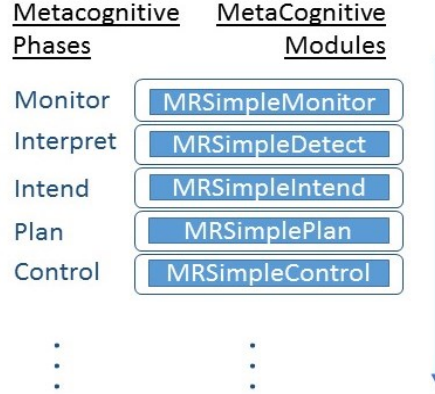 Metacognitive MetaCognitive
Phases Modules
Monitor MRSimpleMonitor
Interpret MRSimpleDetect
Intend MRSimpleIntend
Plan MRSimplePlan
Control MRSimpleControl